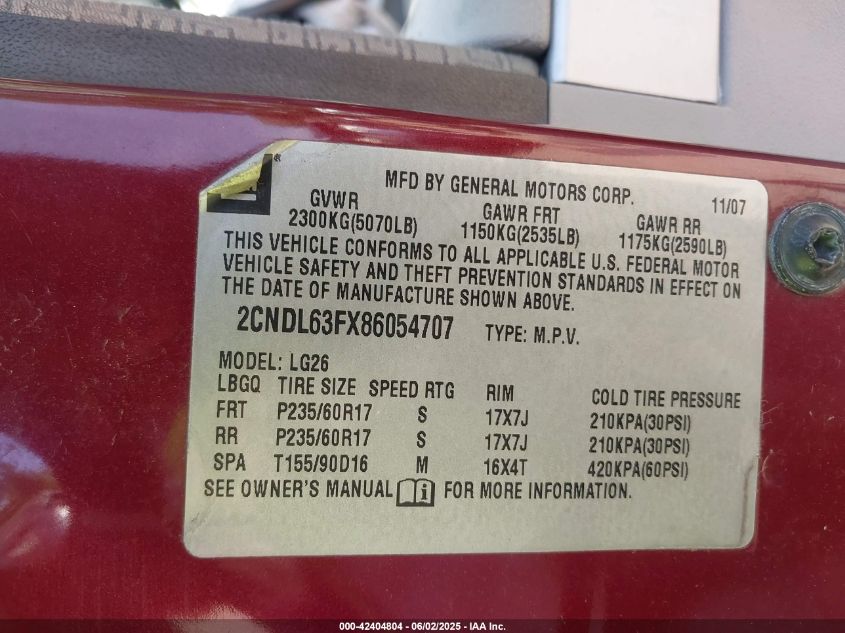 MFD BY GENERAL MOTORS CORP. 11/07
GVWR GAWR FRT GAWR RR
2300KG(5070LB) 1150KG(2535LB) 1175KG(2590LB)
THIS VEHICLE CONFORMS TO ALL APPLICABLE U.S. FEDERAL MOTOR
VEHICLE SAFETY AND THEFT PREVENTION STANDARDS IN EFFECT ON
THE DATE OF MANUFACTURE SHOWN ABOVE.
2CNDL63FX86054707 TYPE: M.P.V.
MODEL: LG26
LBGQ TIRE SIZE SPEED RTG RIM COLD TIRE PRESSURE
FRT P235/60R17 S 17X7J 210KPA(30PSI)
RR P235/60R17 S 17X7J 210KPA(30PSI)
SPA T155/90D16 M 16X4T 420KPA(60PSI)
SEE OWNER'S MANUAL FOR MORE INFORMATION.
000-42404804 - 06/02/2025 - IAA Inc.